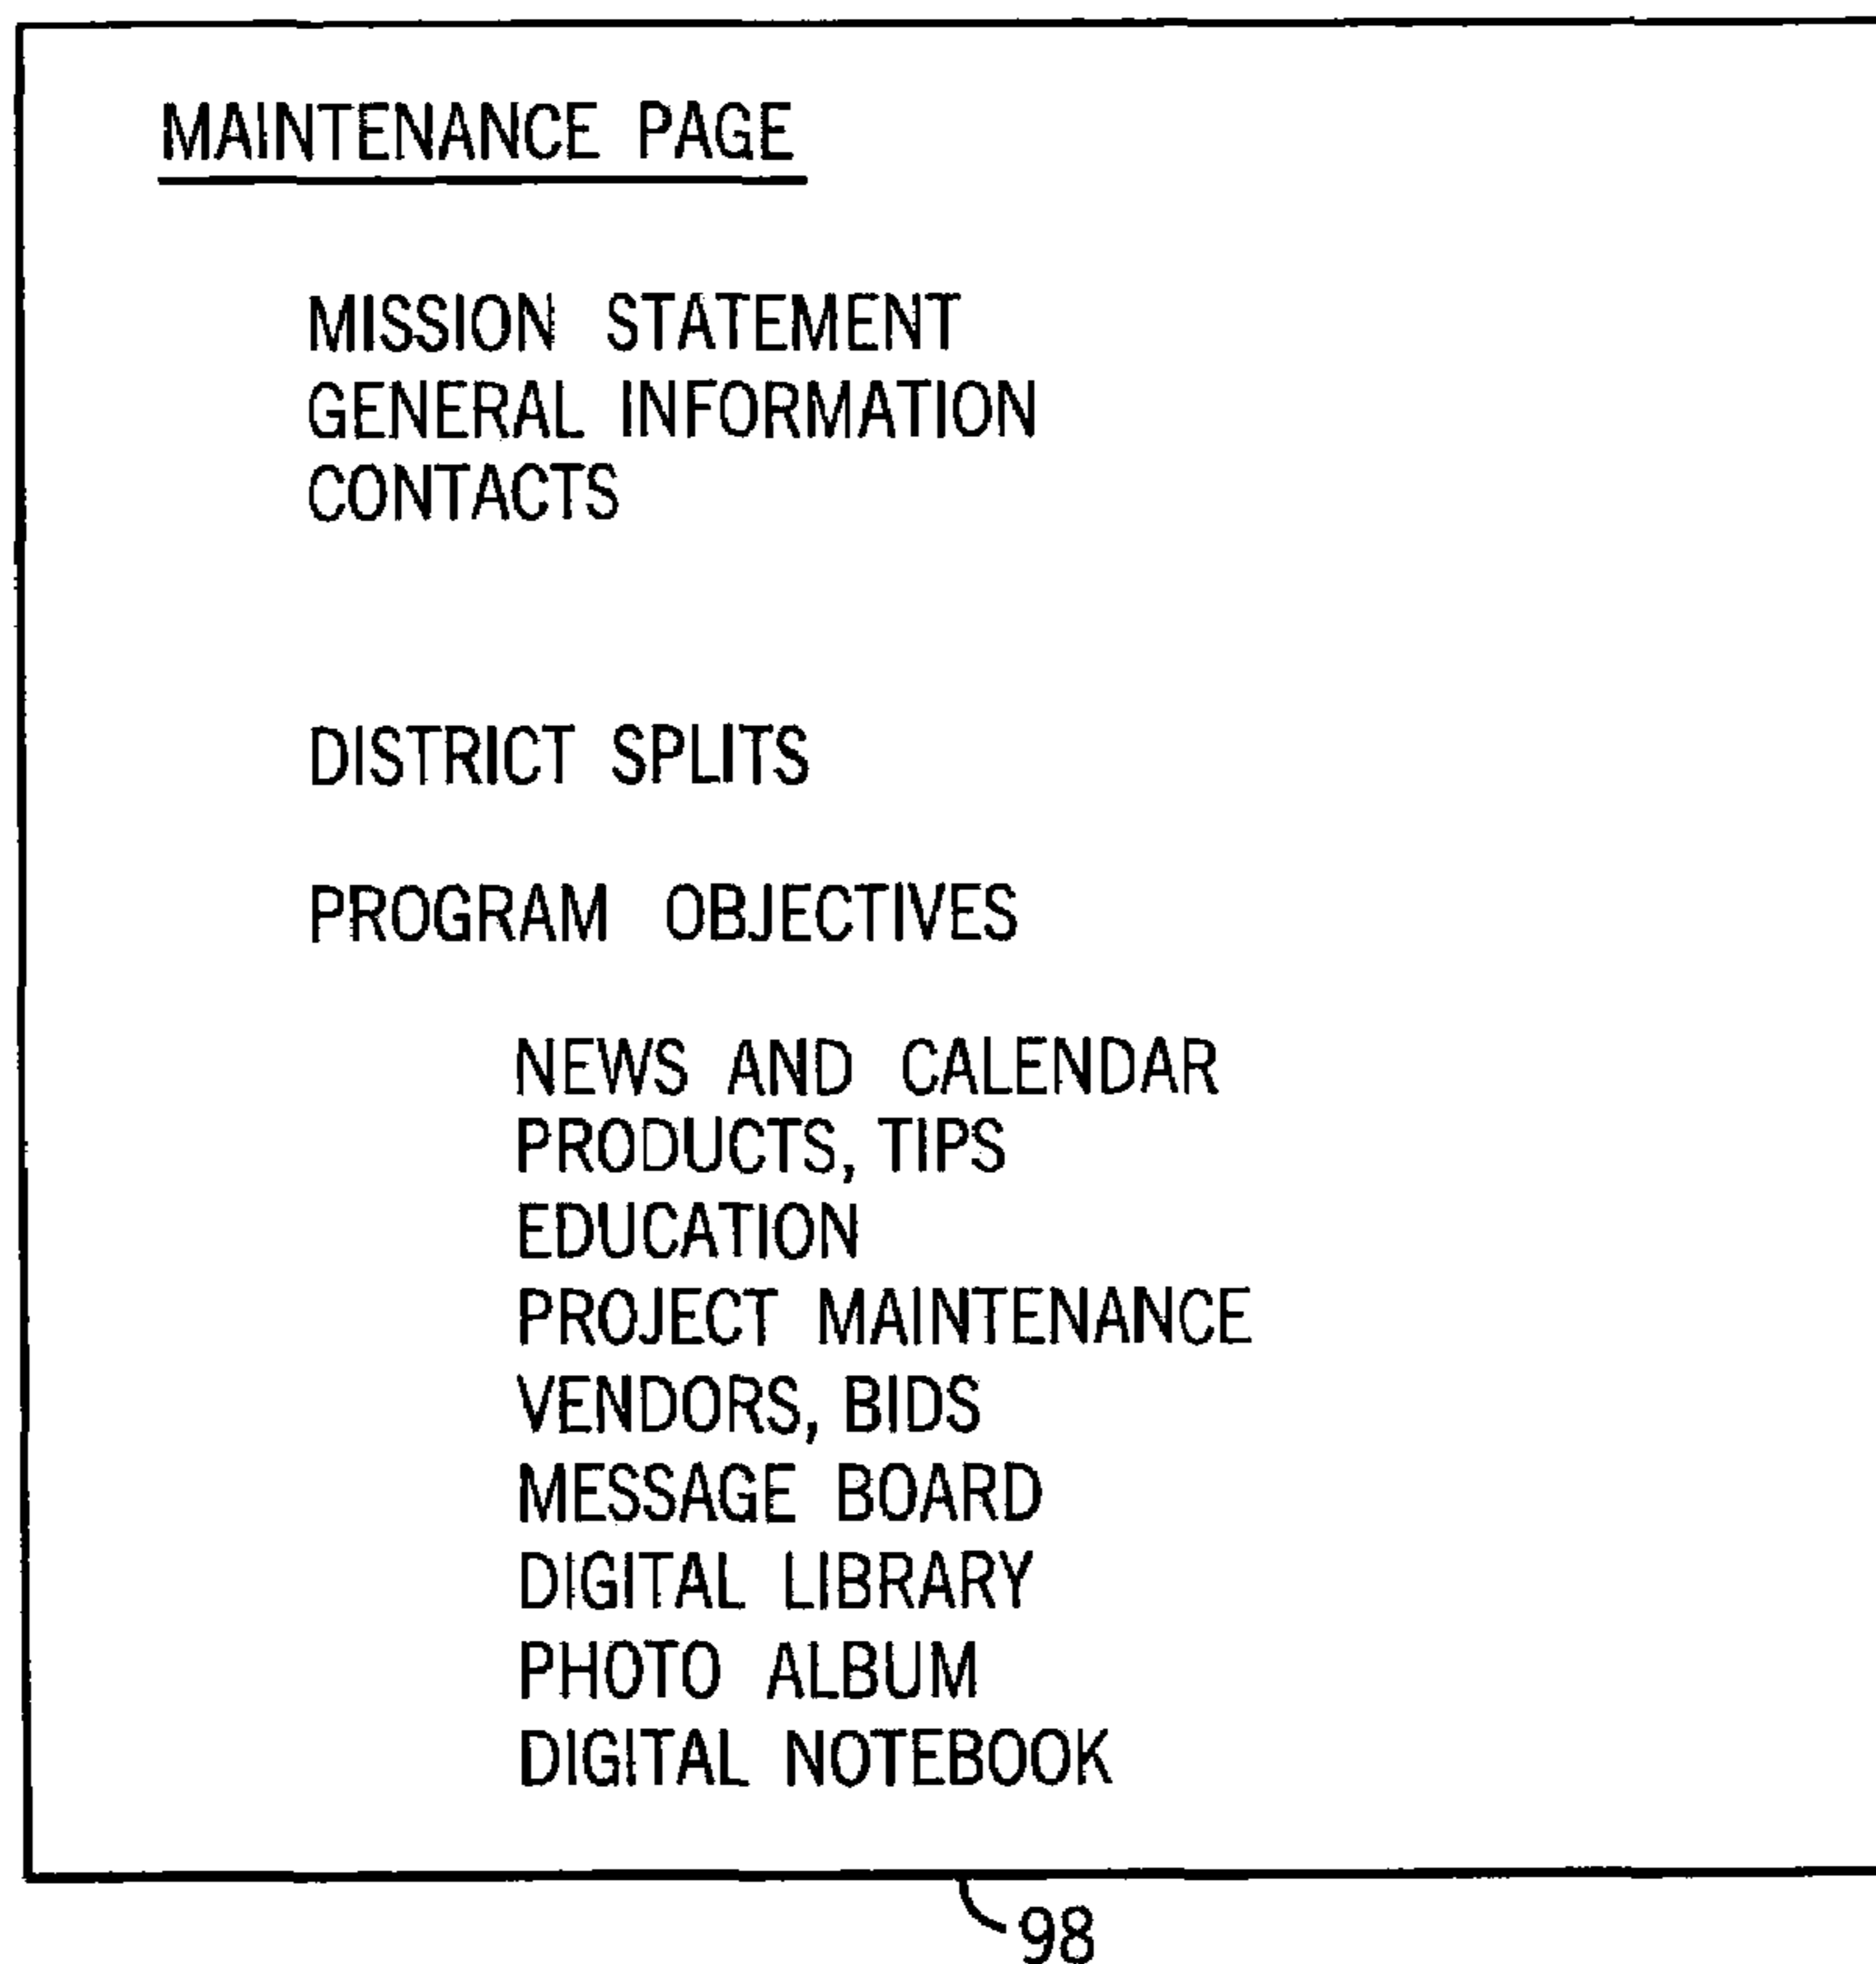 MAINTENANCE PAGE
MISSION STATEMENT
GENERAL INFORMATION
CONTACTS
DISTRICT SPLITS
PROGRAM OBJECTIVES
NEWS AND CALENDAR
PRODUCTS, TIPS
EDUCATION
PROJECT MAINTENANCE
VENDORS, BIDS
MESSAGE BOARD
DIGITAL LIBRARY
PHOTO ALBUM
DIGITAL NOTEBOOK
98